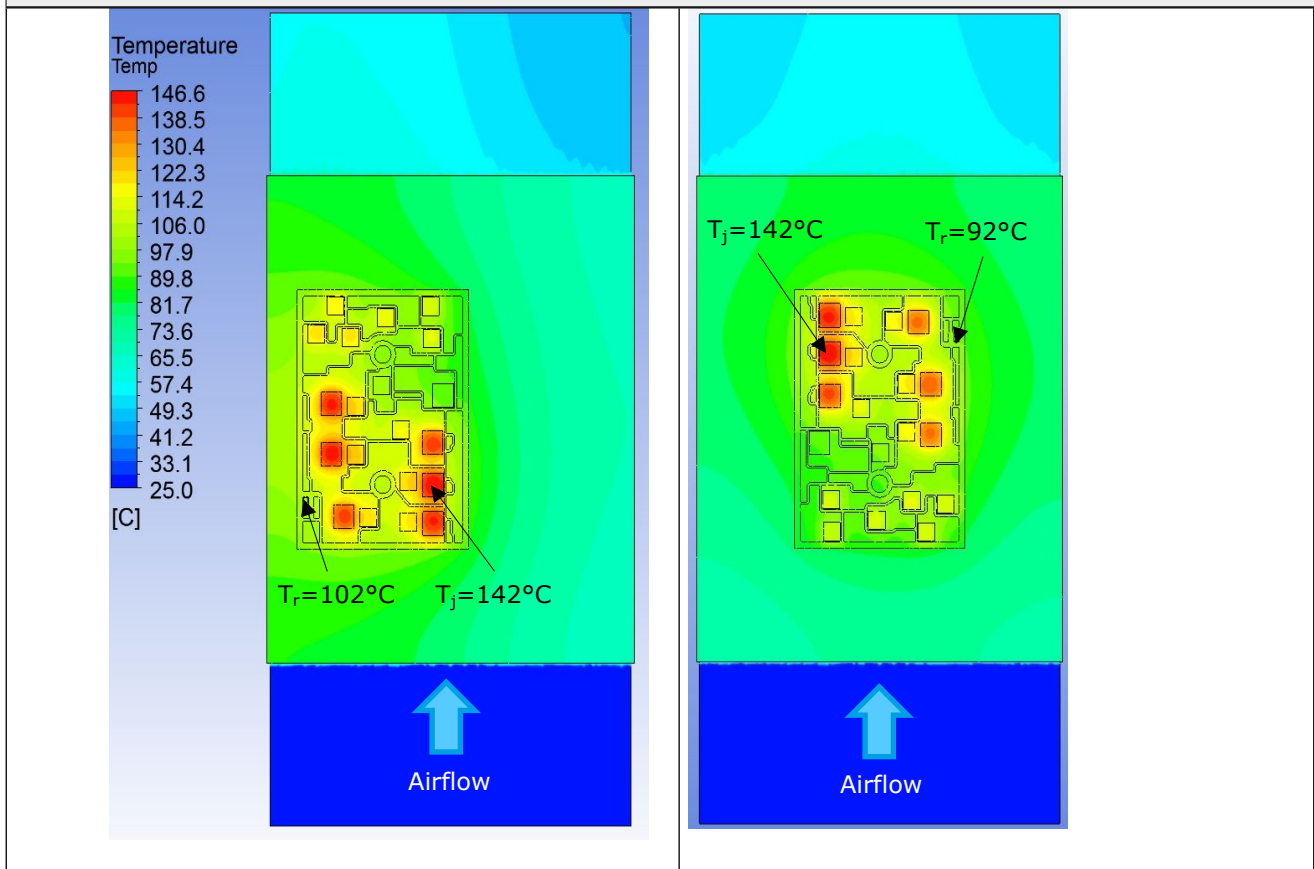 Temperature
Temp
146.6
138.5
130.4
122.3
114.2
106.0
97.9
89.8
81.7
73.6
65.5
57.4
49.3
41.2
33.1
25.0
[C]
Tr=102°C
Tj=142°C
Airflow
Tj=142°C
Tr=92°C
Airflow